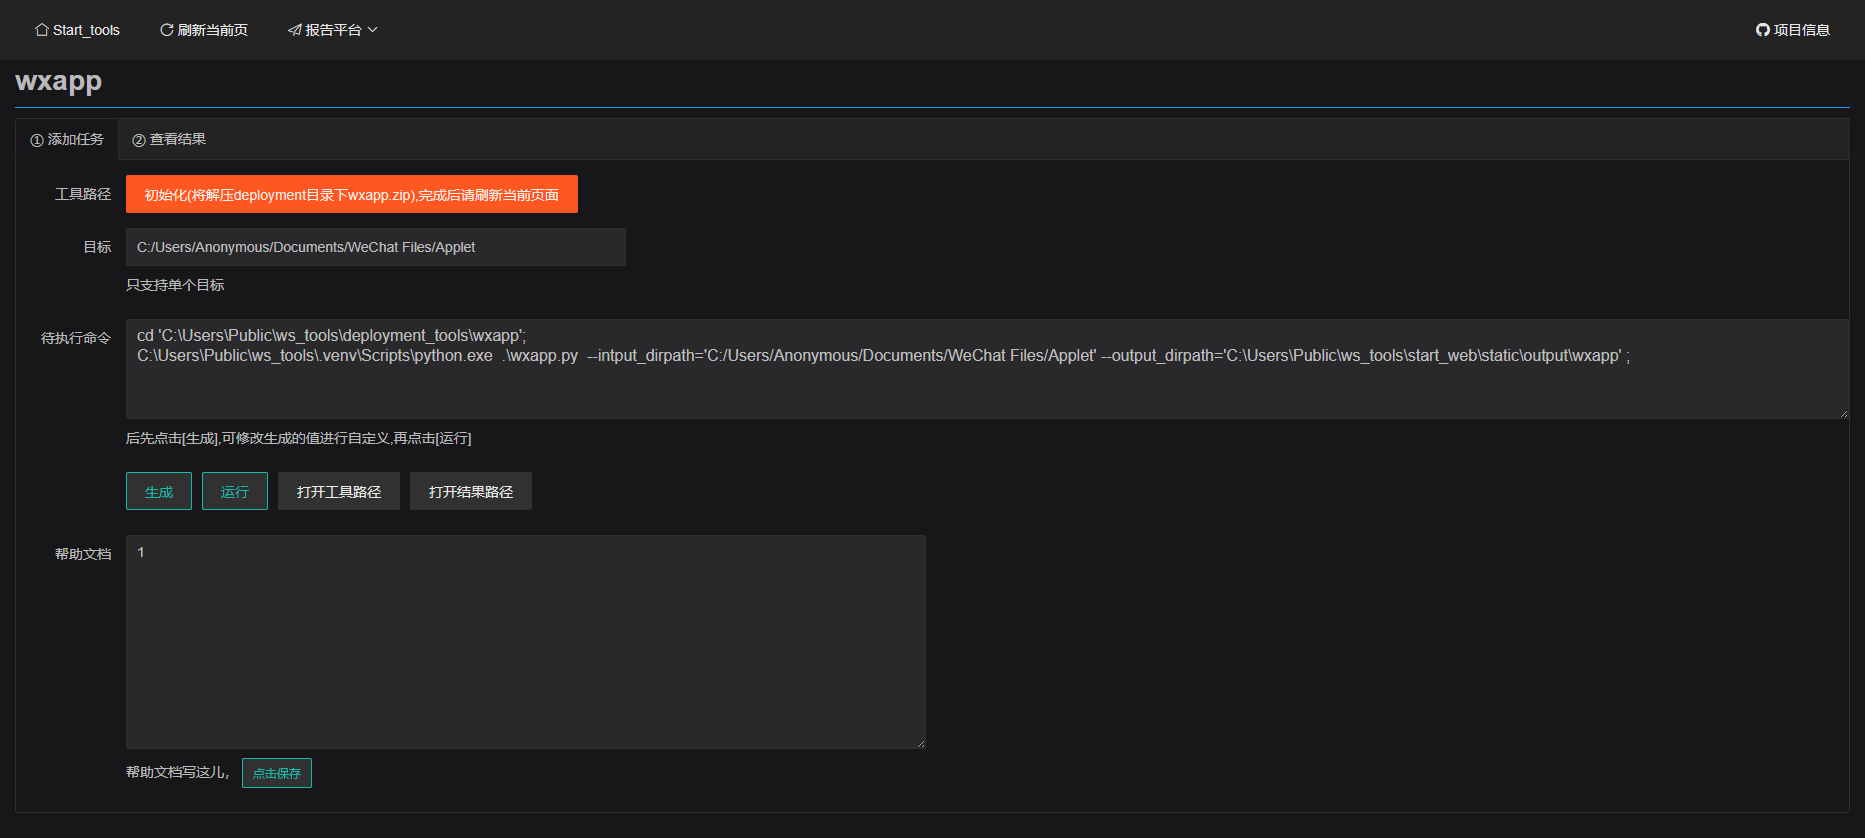 Start_tools
刷新当前页
报告平台
项目信息
wxapp
① 添加任务
② 查看结果
工具路径
初始化(将解压deployment目录下wxapp.zip),完成后请刷新当前页面
目标
C:/Users/Anonymous/Documents/WeChat Files/Applet
只支持单个目标
待执行命令
cd 'C:\Users\Public\ws_tools\deployment_tools\wxapp';
C:\Users\Public\ws_tools\.venv\Scripts\python.exe  .\wxapp.py  --intput_dirpath='C:/Users/Anonymous/Documents/WeChat Files/Applet' --output_dirpath='C:\Users\Public\ws_tools\start_web\static\output\wxapp' ;
后先点击[生成],可修改生成的值进行自定义,再点击[运行]
生成
运行
打开工具路径
打开结果路径
帮助文档
1
帮助文档写这儿,
点击保存